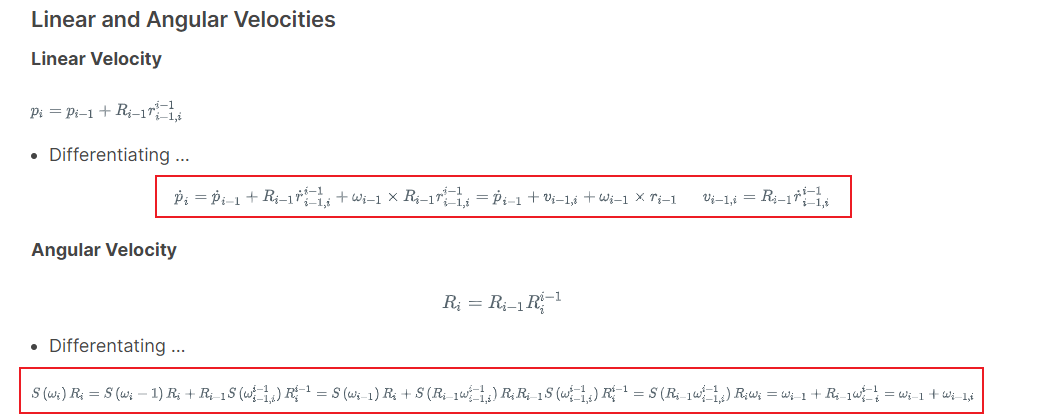 Linear and Angular Velocities
Linear Velocity
$p_i = p_{i-1} + R_{i-1} r_{i-1,i}^{i-1}$
• Differentiating ...
$\dot{p}_i = \dot{p}_{i-1} + R_{i-1} \dot{r}_{i-1,i}^{i-1} + \omega_{i-1} \times R_{i-1} r_{i-1,i}^{i-1} = \dot{p}_{i-1} + v_{i-1,i} + \omega_{i-1} \times r_{i-1} \quad v_{i-1,i} = R_{i-1} \dot{r}_{i-1,i}^{i-1}$
Angular Velocity
$R_i = R_{i-1} R_i^{i-1}$
• Differentating ...
$S(\omega_i) R_i = S(\omega_i - 1) R_i + R_{i-1} S(\omega_{i-1,i}^{i-1}) R_i^{i-1} = S(\omega_{i-1}) R_i + S(R_{i-1} \omega_{i-1,i}^{i-1}) R_i R_{i-1} S(\omega_{i-1,i}^{i-1}) R_i^{i-1} = S(R_{i-1} \omega_{i-1,i}^{i-1}) R_i \omega_i = \omega_{i-1} + R_{i-1} \omega_{i-i}^{i-1} = \omega_{i-1} + \omega_{i-1,i}$